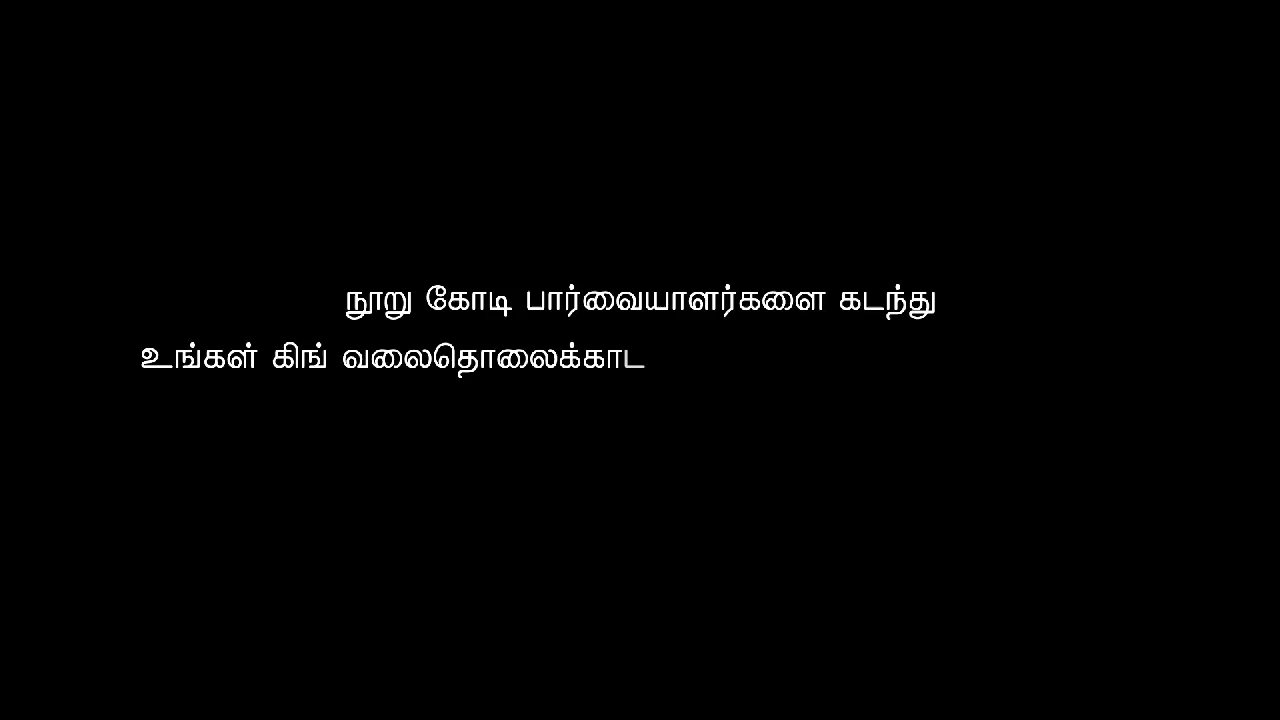 நூறு கோடி பார்வையாளர்களை கடந்து
உங்கள் கிங் வலைதொலைக்காட